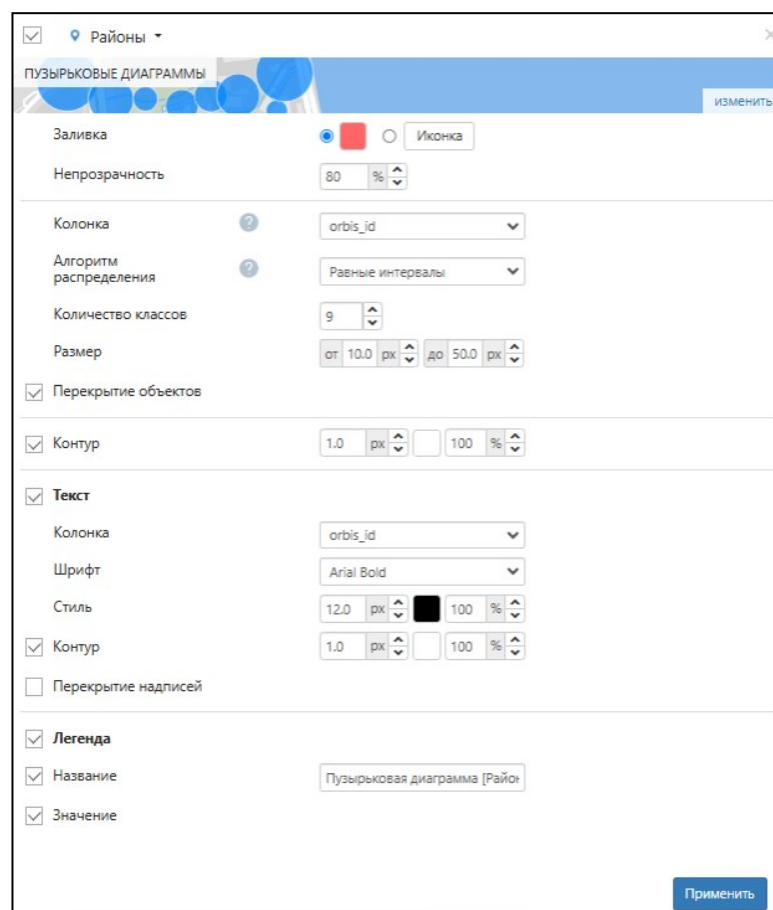 Районы
ПУЗЫРЬКОВЫЕ ДИАГРАММЫ
изменить
Заливка Иконка
Непрозрачность 80 %
Колонка ? orbis_id
Алгоритм
распределения ? Равные интервалы
Количество классов 9
Размер от 10.0 px до 50.0 px
Перекрытие объектов
Контур 1.0 px 100 %
Текст
Колонка orbis_id
Шрифт Arial Bold
Стиль 12.0 px 100 %
Контур 1.0 px 100 %
Перекрытие надписей
Легенда
Название Пузырьковая диаграмма [Район
Значение
Применить